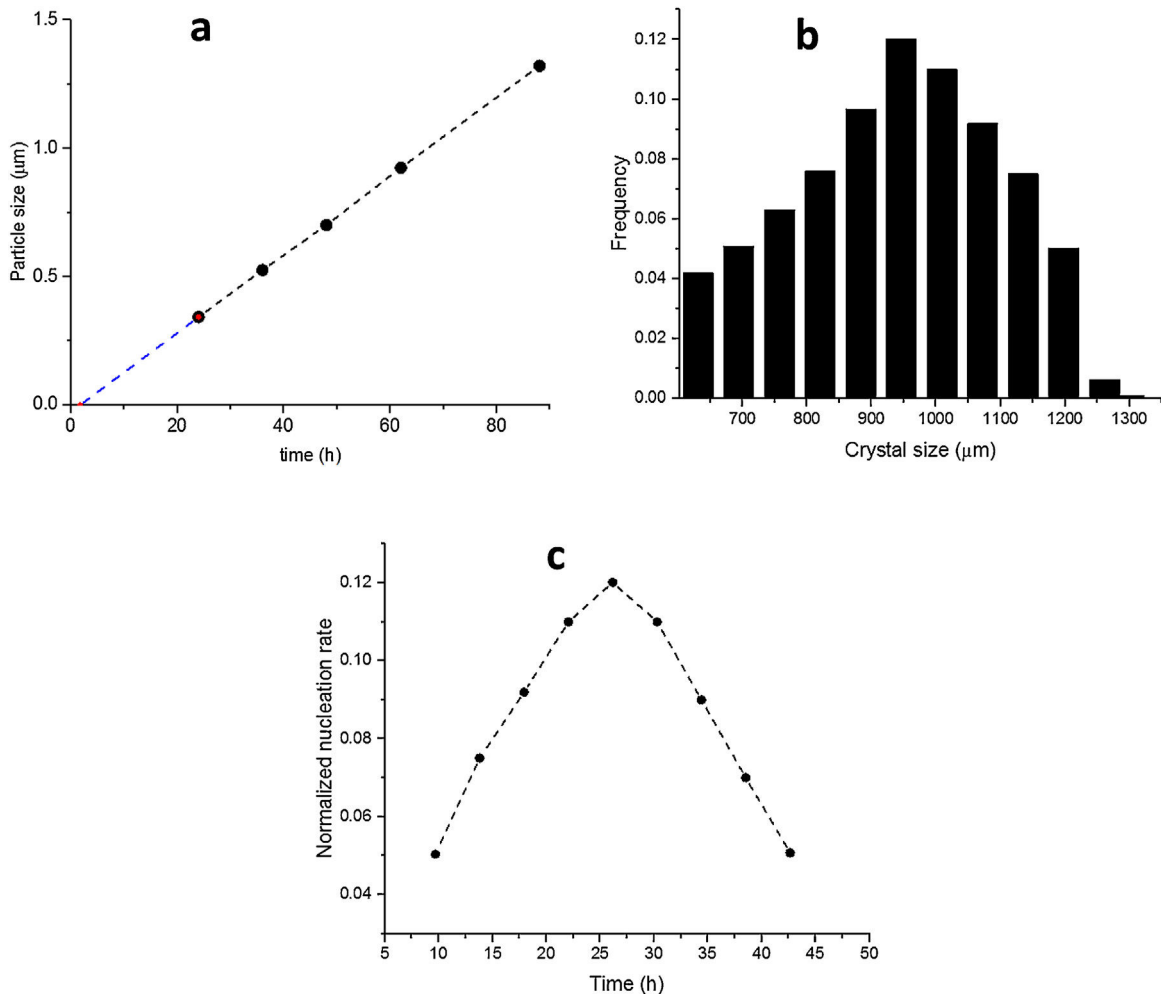 a
1.5
1.0
0.5
0.0
Particle size (μm)
0 20 40 60 80
time (h)
b
0.12
0.10
0.08
0.06
0.04
0.02
0.00
Frequency
700 800 900 1000 1100 1200 1300
Crystal size (μm)
c
0.12
0.10
0.08
0.06
0.04
Normalized nucleation rate
5 10 15 20 25 30 35 40 45 50
Time (h)